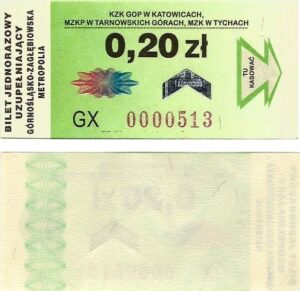 BILET JEDNORAZOWY
UZUPEŁNIAJĄCY
GÓRNOŚLĄSKO-ZAGŁĘBIOWSKA
METROPOLIA
KZK GOP W KATOWICACH,
MZKP W TARNOWSKICH GÓRACH, MZK W TYCHACH
0,20 zł
TU
KASOWAĆ
GX 0000513